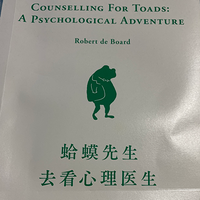 COUNSELLING FOR TOADS:
A PSYCHOLOGICAL ADVENTURE
Robert de Board
蛤蟆先生
去看心理医生